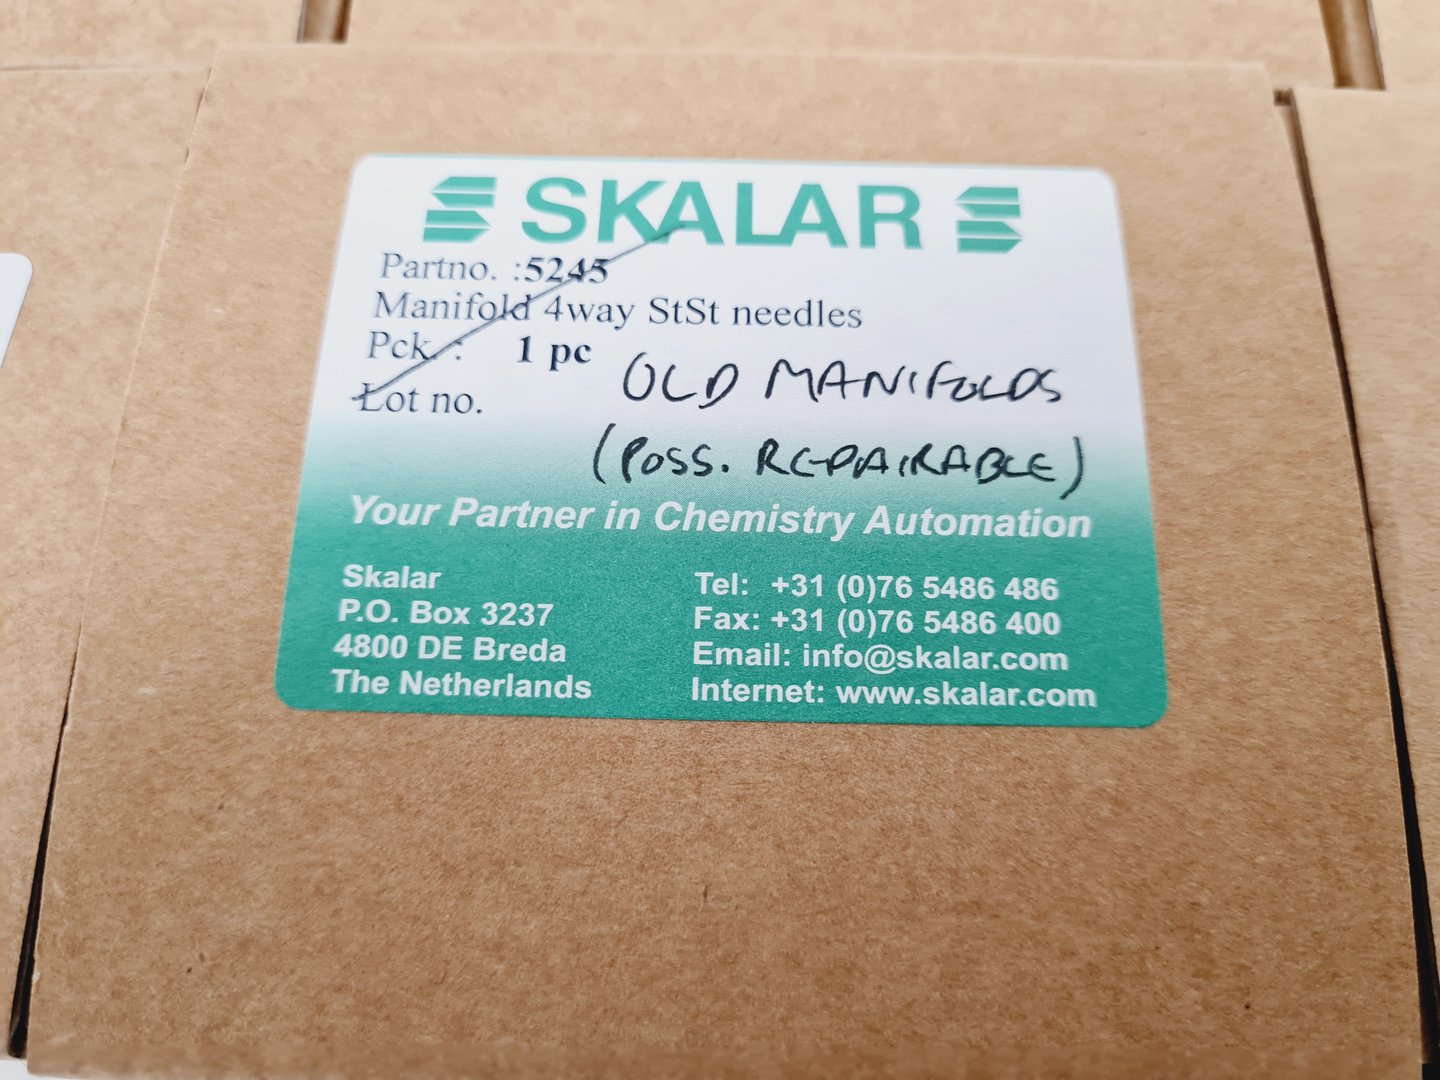 SKALAR
Partno. :5245
Manifold 4way StSt needles
Pck. : 1 pc
Lot no.
OLD MANIFOLDS
(POSS. REPAIRABLE)
Your Partner in Chemistry Automation
Skalar
P.O. Box 3237
4800 DE Breda
The Netherlands
Tel: +31 (0)76 5486 486
Fax: +31 (0)76 5486 400
Email: info@skalar.com
Internet: www.skalar.com